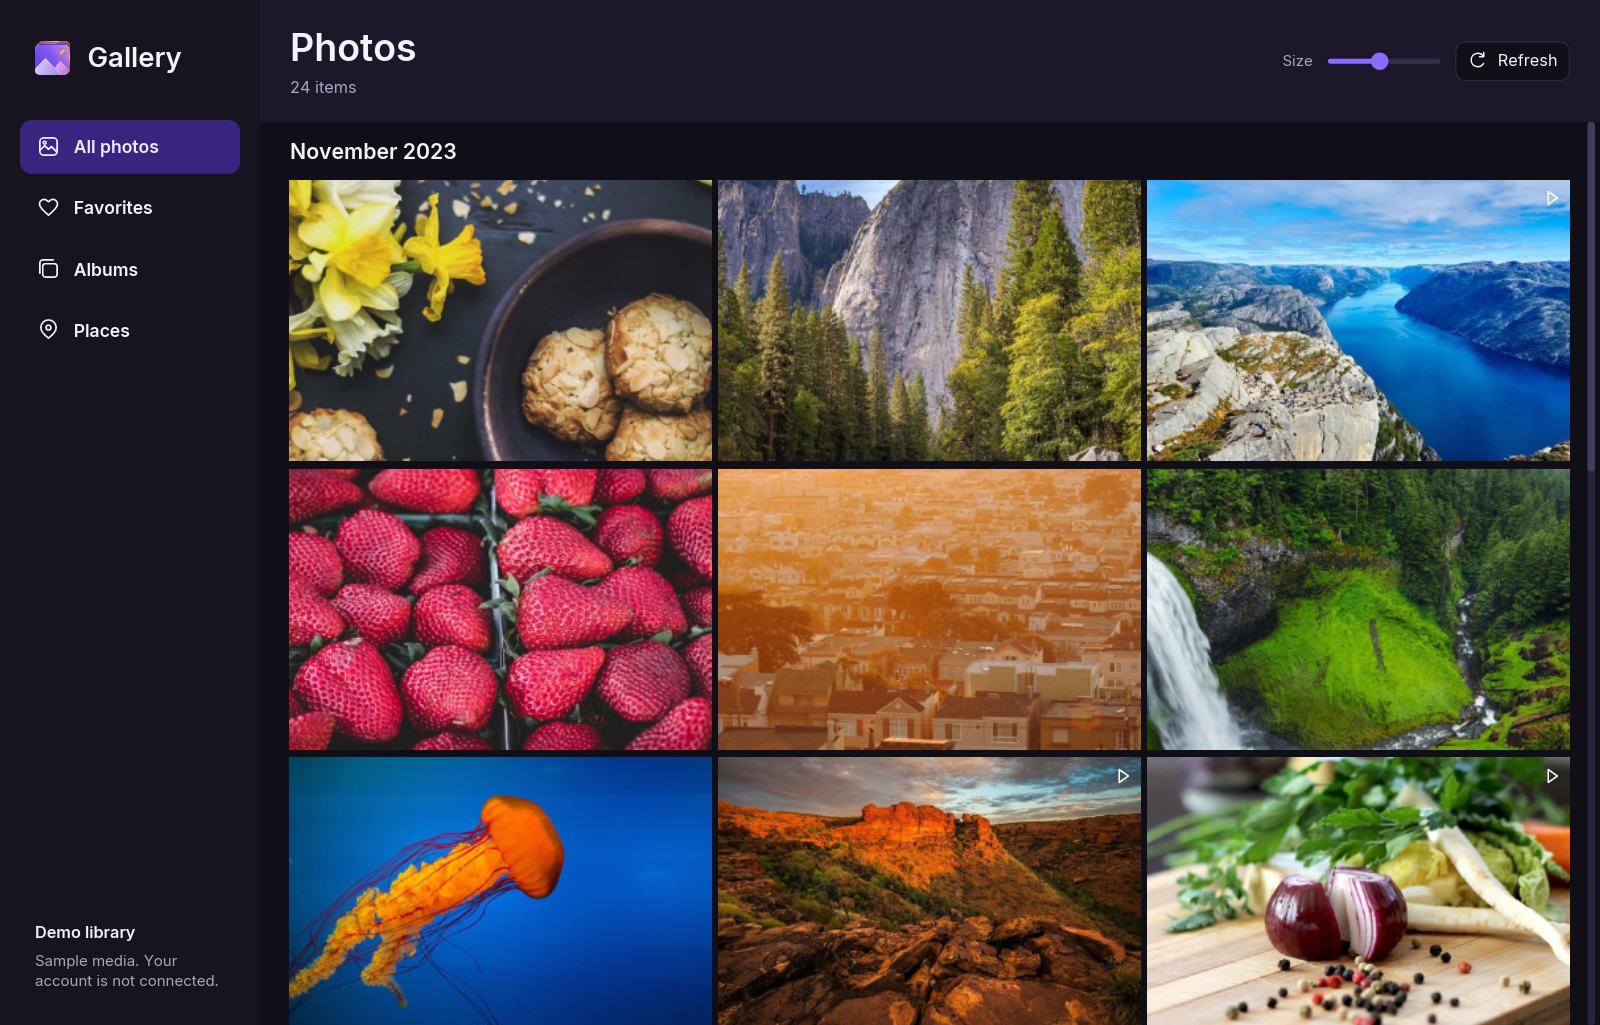 Gallery
All photos
Favorites
Albums
Places
Demo library
Sample media. Your
account is not connected.
Photos
24 items
Size
Refresh
November 2023